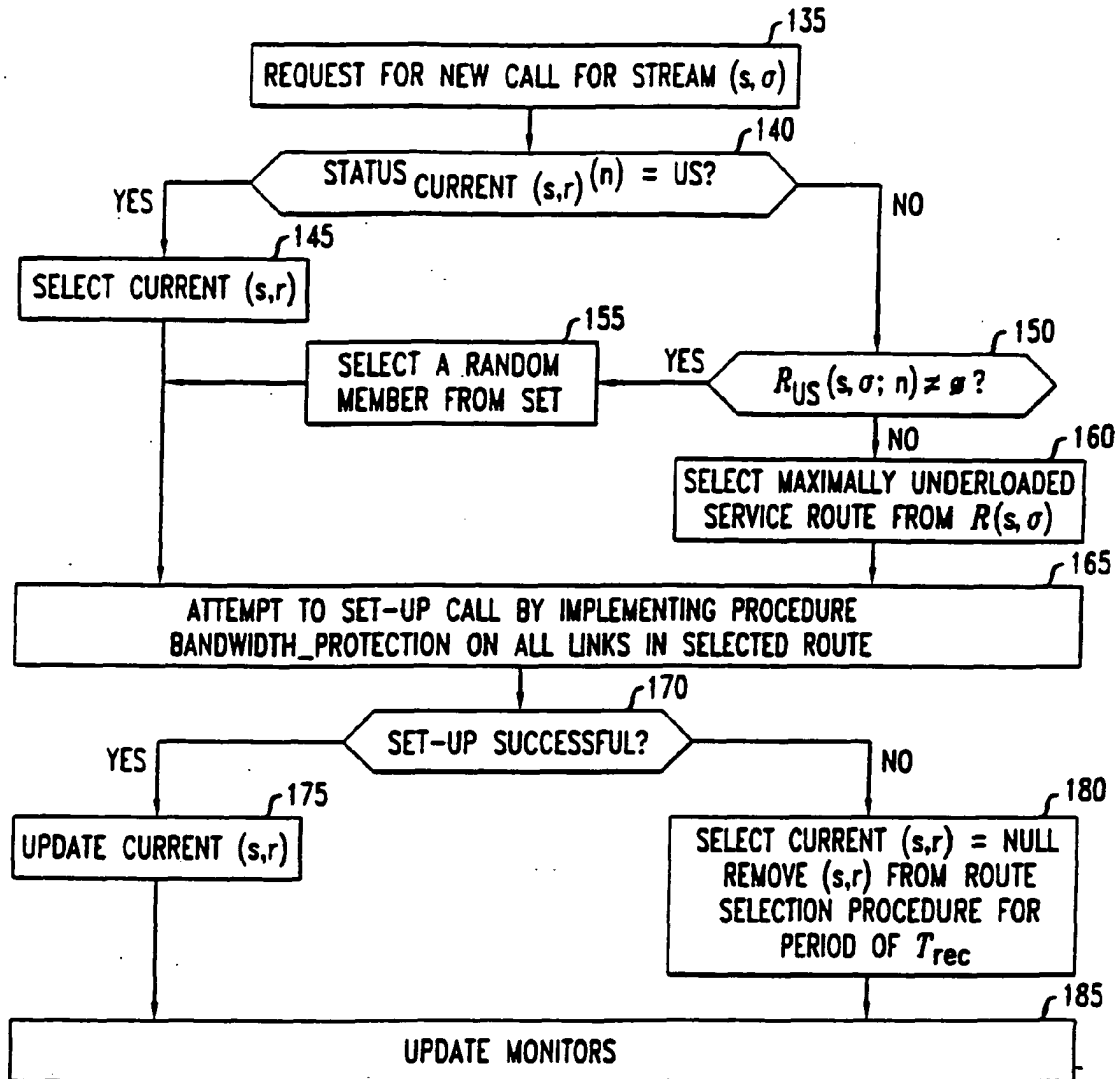 135
REQUEST FOR NEW CALL FOR STREAM (s, σ)
140
STATUS CURRENT (s,r) (n) = US?
YES
NO
145
SELECT CURRENT (s,r)
155
SELECT A RANDOM
MEMBER FROM SET
YES
150
R_US (s, σ; n) ≠ ø ?
NO
160
SELECT MAXIMALLY UNDERLOADED
SERVICE ROUTE FROM R(s, σ)
165
ATTEMPT TO SET-UP CALL BY IMPLEMENTING PROCEDURE
BANDWIDTH_PROTECTION ON ALL LINKS IN SELECTED ROUTE
170
SET-UP SUCCESSFUL?
YES
NO
175
UPDATE CURRENT (s,r)
180
SELECT CURRENT (s,r) = NULL
REMOVE (s,r) FROM ROUTE
SELECTION PROCEDURE FOR
PERIOD OF T_rec
185
UPDATE MONITORS